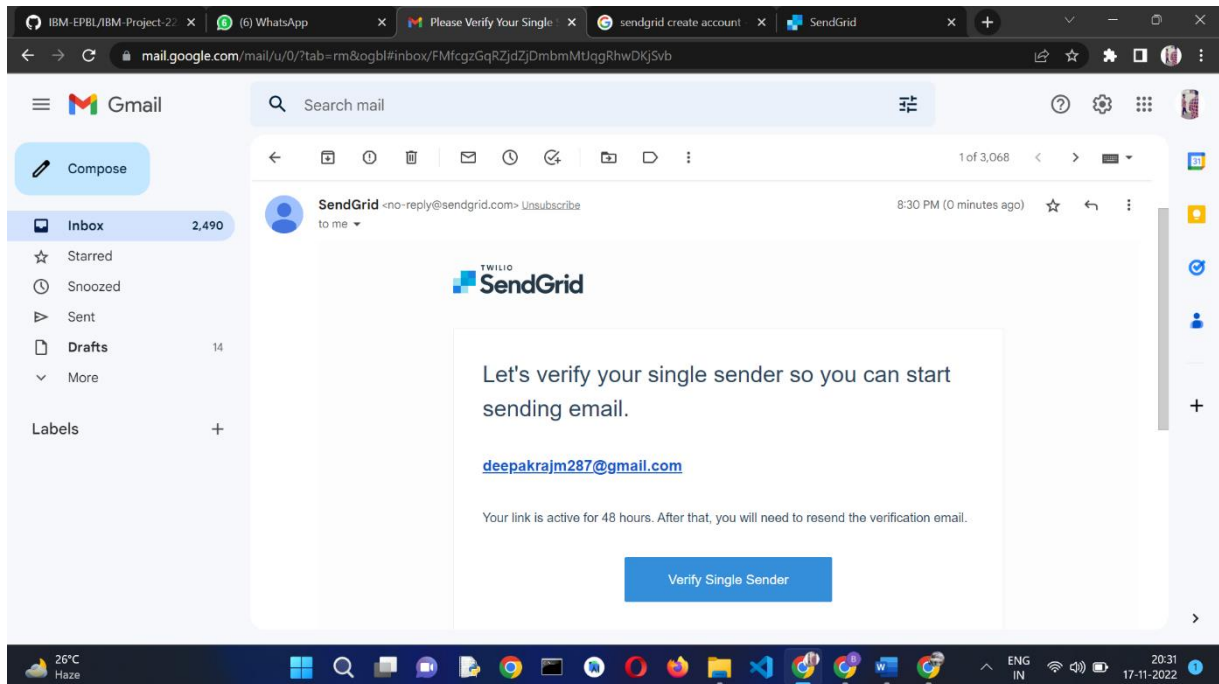 IBM-EPBL/IBM-Project-22
(6) WhatsApp
Please Verify Your Single S
sendgrid create account -
SendGrid
mail.google.com/mail/u/0/?tab=rm&ogbl#inbox/FMfcgzGqRZjdZjDmbmMtJqgRhwDKjSvb
Gmail
Search mail
Compose
1 of 3,068
31
SendGrid <no-reply@sendgrid.com> Unsubscribe
8:30 PM (0 minutes ago)
to me
Inbox 2,490
Starred
Snoozed
Sent
Drafts 14
More
Labels
TWILIO
SendGrid
Let's verify your single sender so you can start
sending email.
deepakrajm287@gmail.com
Your link is active for 48 hours. After that, you will need to resend the verification email.
Verify Single Sender
26°C
Haze
ENG
IN
20:31
17-11-2022
1